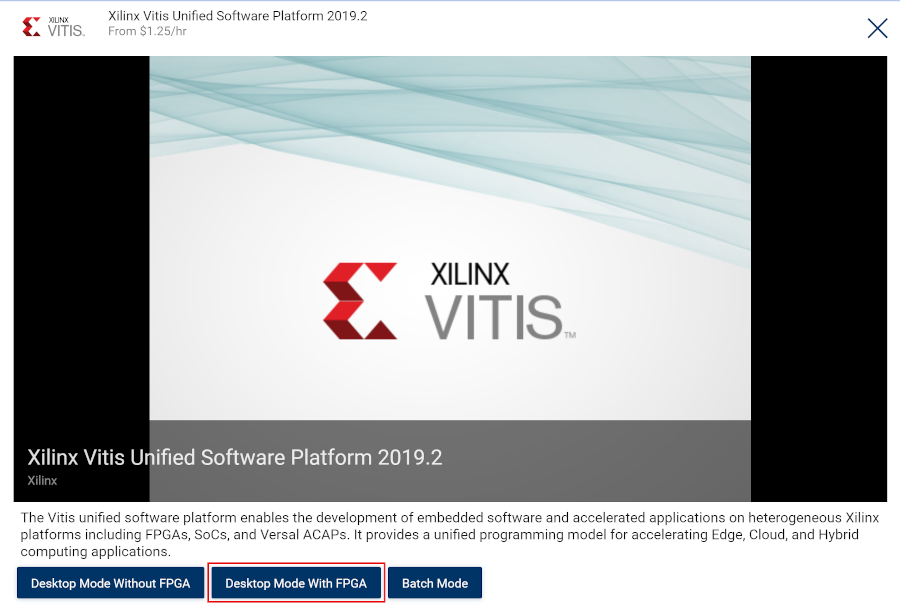 XILINX
VITIS.
Xilinx Vitis Unified Software Platform 2019.2
From $1.25/hr
XILINX
VITIS™
Xilinx Vitis Unified Software Platform 2019.2
Xilinx
The Vitis unified software platform enables the development of embedded software and accelerated applications on heterogeneous Xilinx
platforms including FPGAs, SoCs, and Versal ACAPs. It provides a unified programming model for accelerating Edge, Cloud, and Hybrid
computing applications.
Desktop Mode Without FPGA
Desktop Mode With FPGA
Batch Mode